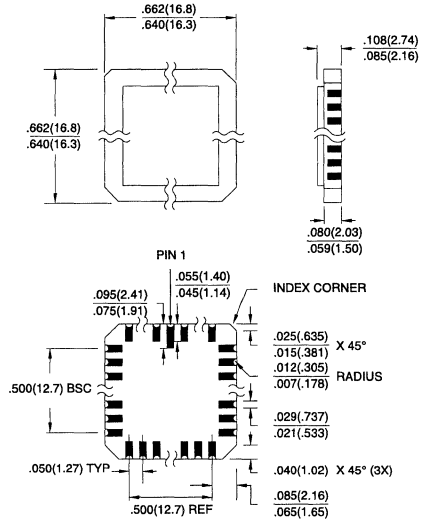 .662(16.8)
.640(16.3)
.108(2.74)
.085(2.16)
.662(16.8)
.640(16.3)
.080(2.03)
.059(1.50)
PIN 1
.055(1.40)
.045(1.14)
.095(2.41)
.075(1.91)
INDEX CORNER
.025(.635)
.015(.381)
X 45°
.012(.305)
.007(.178)
RADIUS
.500(12.7) BSC
.029(.737)
.021(.533)
.050(1.27) TYP
.040(1.02) X 45° (3X)
.085(2.16)
.065(1.65)
.500(12.7) REF